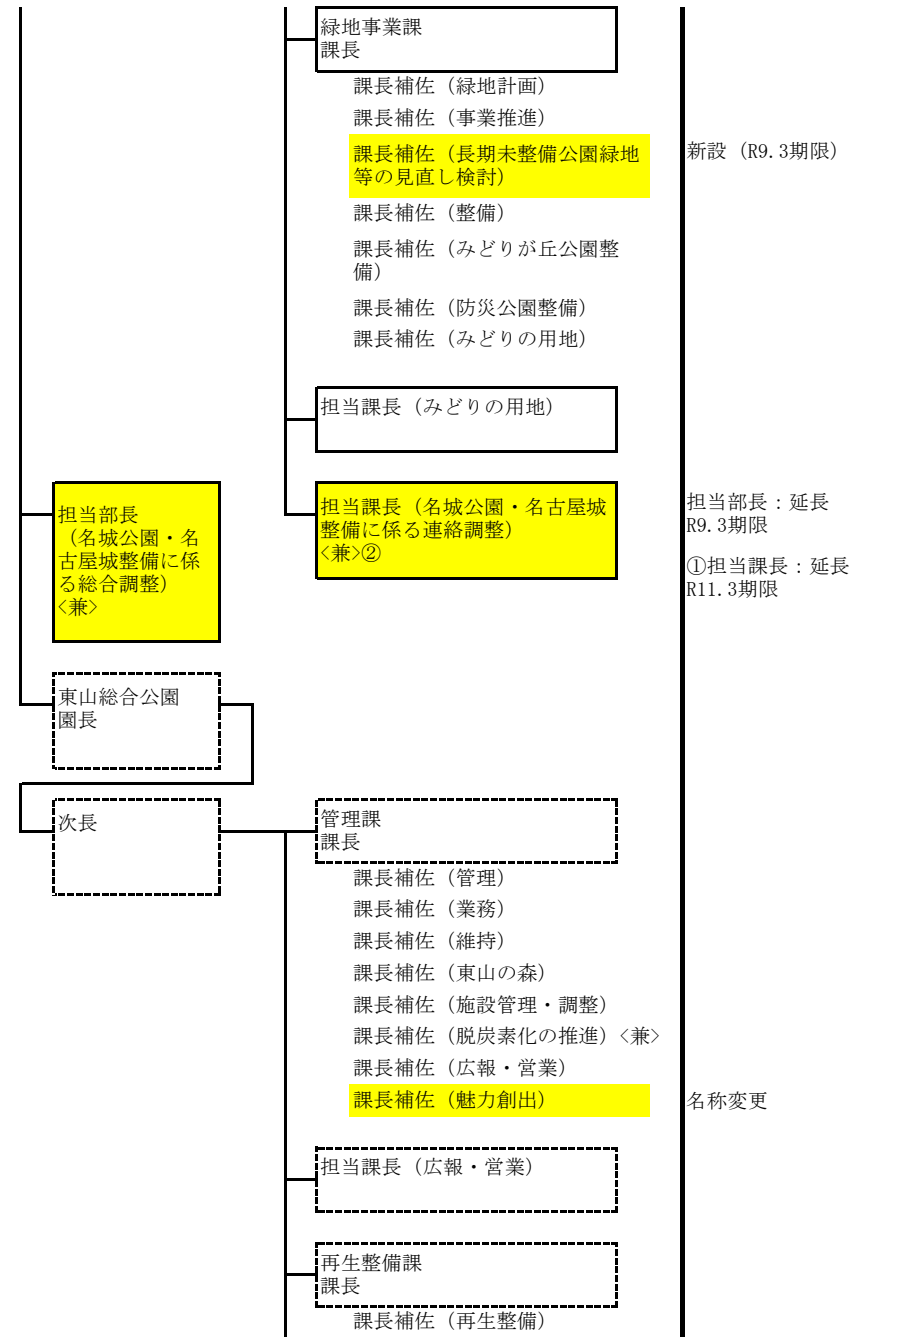 緑地事業課
課長
課長補佐（緑地計画）
課長補佐（事業推進）
課長補佐（長期未整備公園緑地
等の見直し検討）
新設（R9.3期限）
課長補佐（整備）
課長補佐（みどりが丘公園整
備）
課長補佐（防災公園整備）
課長補佐（みどりの用地）
担当課長（みどりの用地）
担当部長
（名城公園・名
古屋城整備に係
る総合調整）
<兼>
担当課長（名城公園・名古屋城
整備に係る連絡調整）
<兼>②
担当部長：延長
R9.3期限
①担当課長：延長
R11.3期限
東山総合公園
園長
次長
管理課
課長
課長補佐（管理）
課長補佐（業務）
課長補佐（維持）
課長補佐（東山の森）
課長補佐（施設管理・調整）
課長補佐（脱炭素化の推進）<兼>
課長補佐（広報・営業）
課長補佐（魅力創出）
名称変更
担当課長（広報・営業）
再生整備課
課長
課長補佐（再生整備）